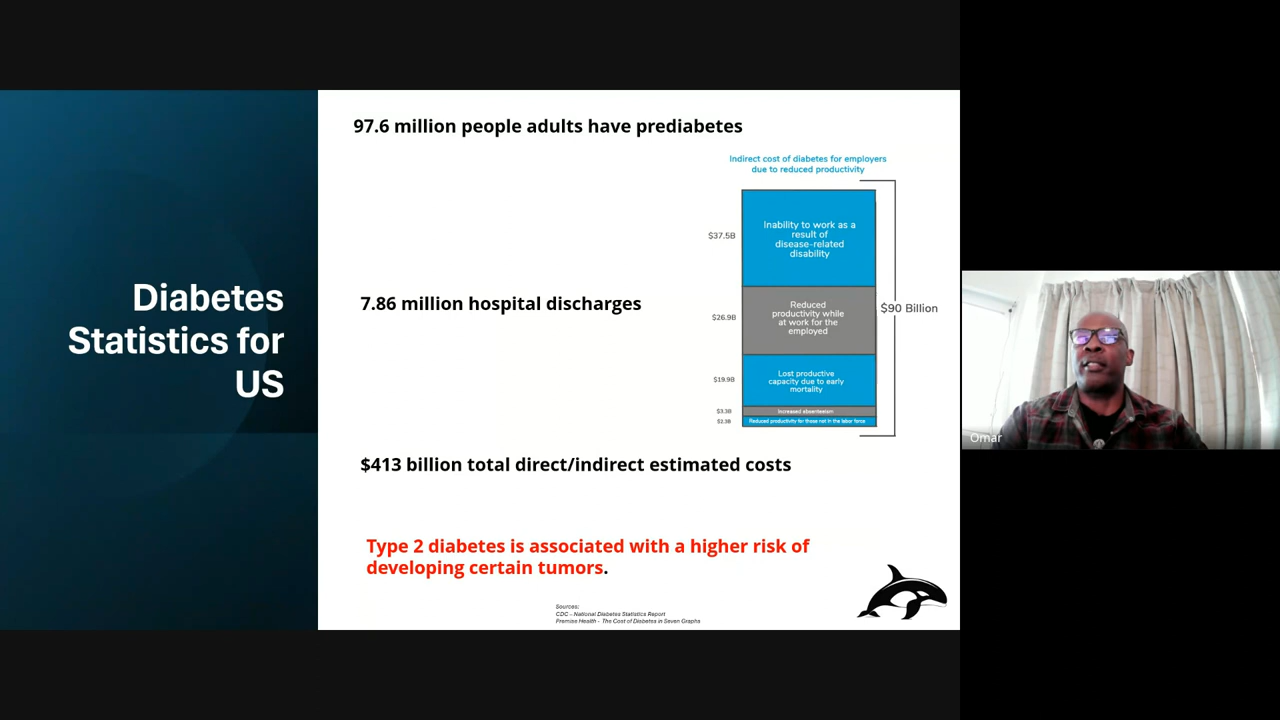 97.6 million people adults have prediabetes
Indirect cost of diabetes for employers
due to reduced productivity
$37.5B
Inability to work as a
result of
disease-related
disability
7.86 million hospital discharges
$26.9B
Reduced
productivity while
at work for the
employed
$90 Billion
Diabetes
Statistics for
US
$19.9B
Lost productive
capacity due to early
mortality
$3.3B
Increased absenteeism
$2.3B
Reduced productivity for those not in the labor force
$413 billion total direct/indirect estimated costs
Type 2 diabetes is associated with a higher risk of
developing certain tumors.
Sources:
CDC – National Diabetes Statistics Report
Premise Health - The Cost of Diabetes in Seven Graphs
Omar